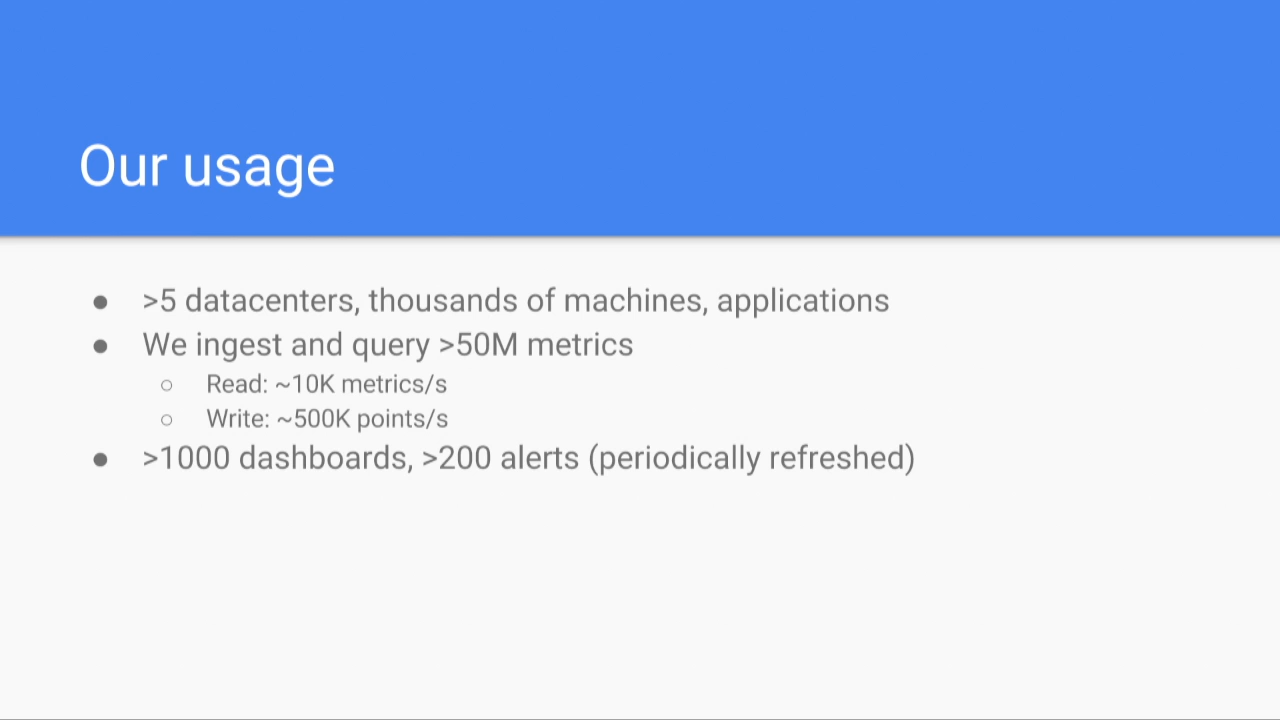 Our usage
● >5 datacenters, thousands of machines, applications
● We ingest and query >50M metrics
○ Read: ~10K metrics/s
○ Write: ~500K points/s
● >1000 dashboards, >200 alerts (periodically refreshed)